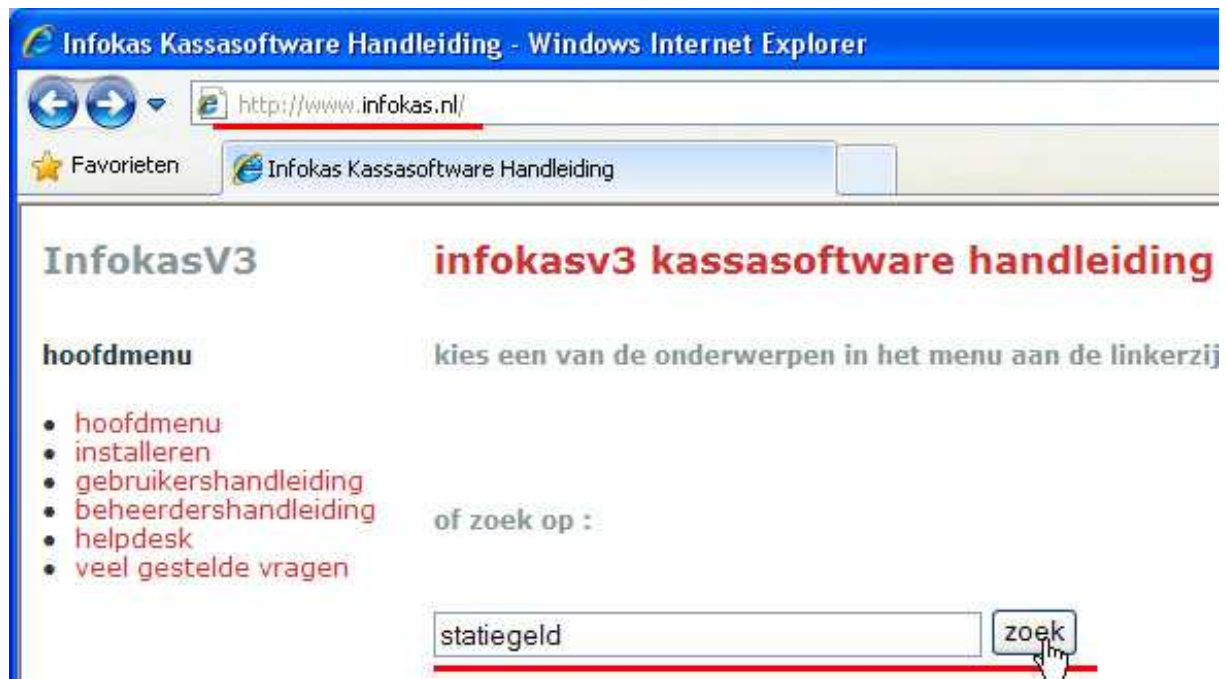 Infokas Kassasoftware Handleiding - Windows Internet Explorer
http://www.infokas.nl/
Favorieten
Infokas Kassasoftware Handleiding
InfokasV3
infokasv3 kassasoftware handleiding
hoofdmenu
kies een van de onderwerpen in het menu aan de linkerzij
hoofdmenu
installeren
gebruikershandleiding
beheerdershandleiding
helpdesk
veel gestelde vragen
of zoek op :
statiegeld
zoek